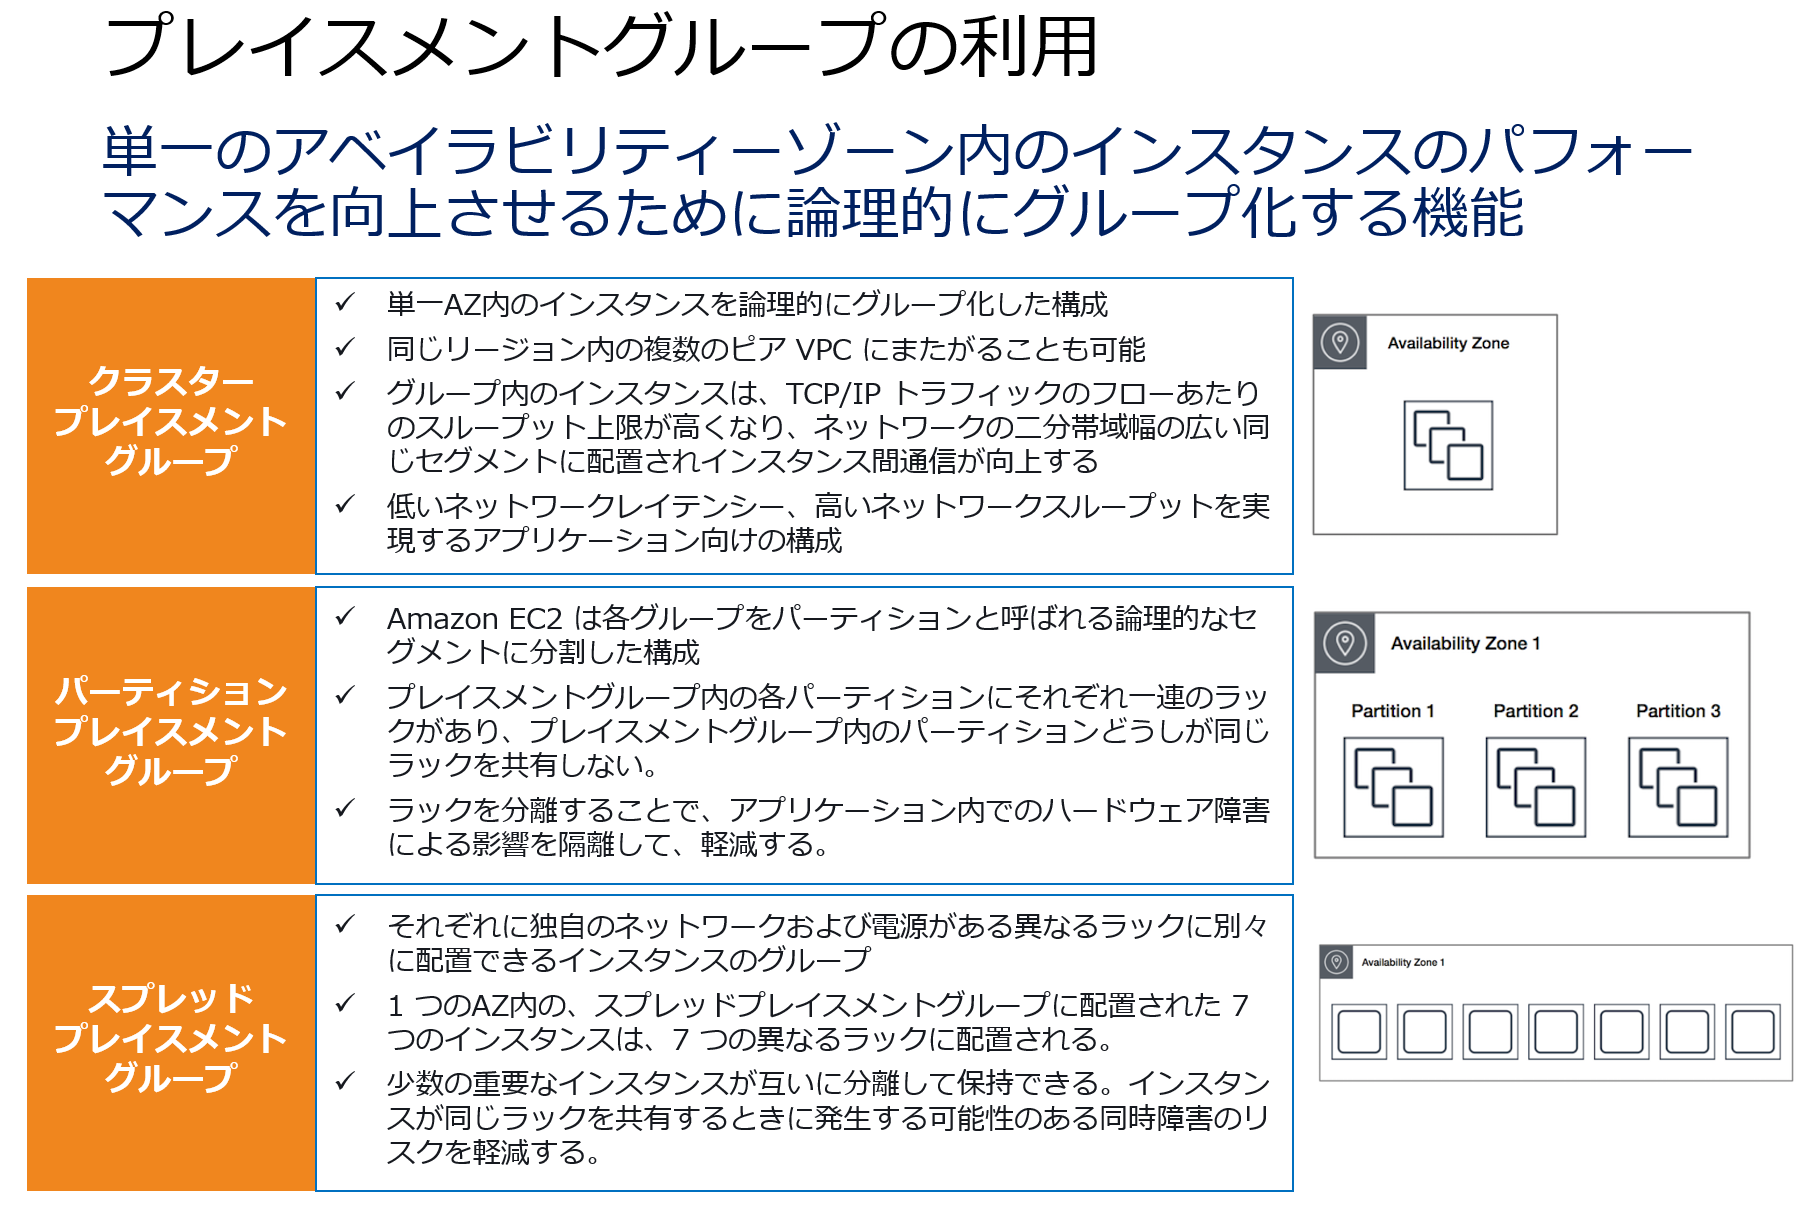 プレイスメントグループの利用
単一のアベイラビリティーゾーン内のインスタンスのパフォー
マンスを向上させるために論理的にグループ化する機能
クラスター
プレイスメント
グループ
✓ 単一AZ内のインスタンスを論理的にグループ化した構成
✓ 同じリージョン内の複数のピア VPC にまたがることも可能
✓ グループ内のインスタンスは、TCP/IP トラフィックのフローあたり
のスループット上限が高くなり、ネットワークの二分帯域幅の広い同
じセグメントに配置されインスタンス間通信が向上する
✓ 低いネットワークレイテンシー、高いネットワークスループットを実
現するアプリケーション向けの構成
Availability Zone
パーティション
プレイスメント
グループ
✓ Amazon EC2 は各グループをパーティションと呼ばれる論理的なセ
グメントに分割した構成
✓ プレイスメントグループ内の各パーティションにそれぞれ一連のラッ
クがあり、プレイスメントグループ内のパーティションどうしが同じ
ラックを共有しない。
✓ ラックを分離することで、アプリケーション内でのハードウェア障害
による影響を隔離して、軽減する。
Availability Zone 1
Partition 1
Partition 2
Partition 3
スプレッド
プレイスメント
グループ
✓ それぞれに独自のネットワークおよび電源がある異なるラックに別々
に配置できるインスタンスのグループ
✓ 1 つのAZ内の、スプレッドプレイスメントグループに配置された 7
つのインスタンスは、7 つの異なるラックに配置される。
✓ 少数の重要なインスタンスが互いに分離して保持できる。インスタン
スが同じラックを共有するときに発生する可能性のある同時障害のリ
スクを軽減する。
Availability Zone 1